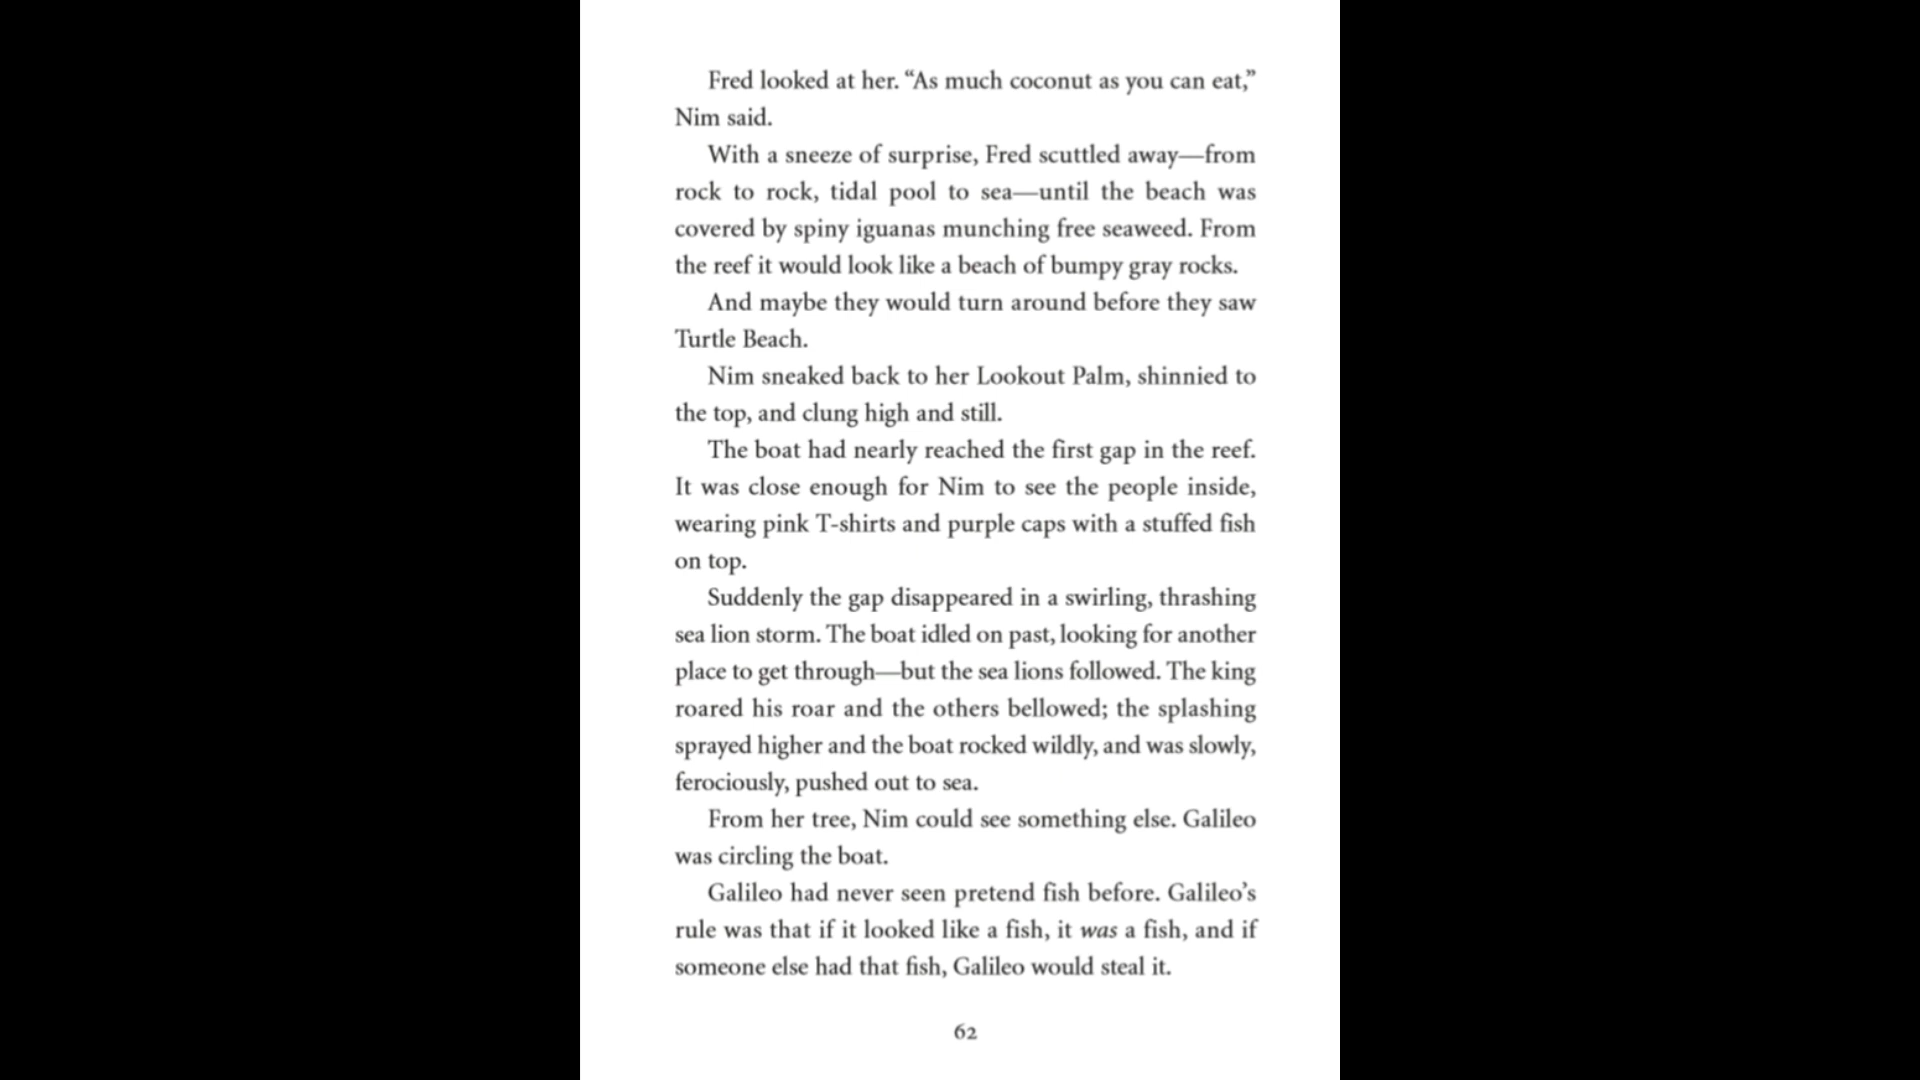 Fred looked at her. “As much coconut as you can eat,”
Nim said.
With a sneeze of surprise, Fred scuttled away—from
rock to rock, tidal pool to sea—until the beach was
covered by spiny iguanas munching free seaweed. From
the reef it would look like a beach of bumpy gray rocks.
And maybe they would turn around before they saw
Turtle Beach.
Nim sneaked back to her Lookout Palm, shinnied to
the top, and clung high and still.
The boat had nearly reached the first gap in the reef.
It was close enough for Nim to see the people inside,
wearing pink T-shirts and purple caps with a stuffed fish
on top.
Suddenly the gap disappeared in a swirling, thrashing
sea lion storm. The boat idled on past, looking for another
place to get through—but the sea lions followed. The king
roared his roar and the others bellowed; the splashing
sprayed higher and the boat rocked wildly, and was slowly,
ferociously, pushed out to sea.
From her tree, Nim could see something else. Galileo
was circling the boat.
Galileo had never seen pretend fish before. Galileo’s
rule was that if it looked like a fish, it was a fish, and if
someone else had that fish, Galileo would steal it.
62